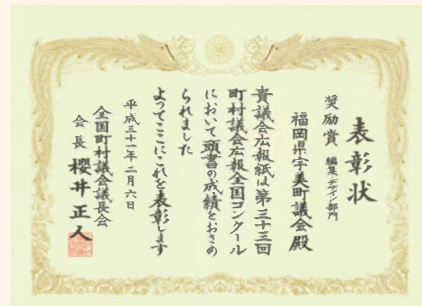 表彰状
奨励賞 編集・デザイン部門
福岡県宇美町議会殿
貴議会広報紙は第三十三回
町村議会広報全国コンクール
において頭書の成績をおさめ
られました
よってここにこれを表彰します
平成三十一年二月六日
全国町村議会議長会
会長 櫻井正人